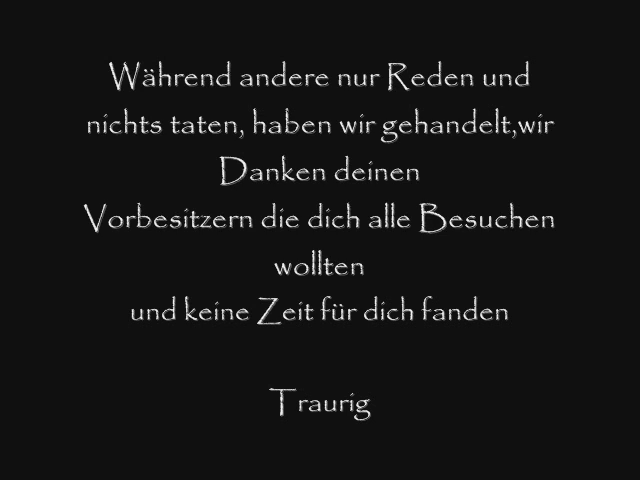 Während andere nur Reden und
nichts taten, haben wir gehandelt,wir
Danken deinen
Vorbesitzern die dich alle Besuchen
wollten
und keine Zeit für dich fanden
Traurig